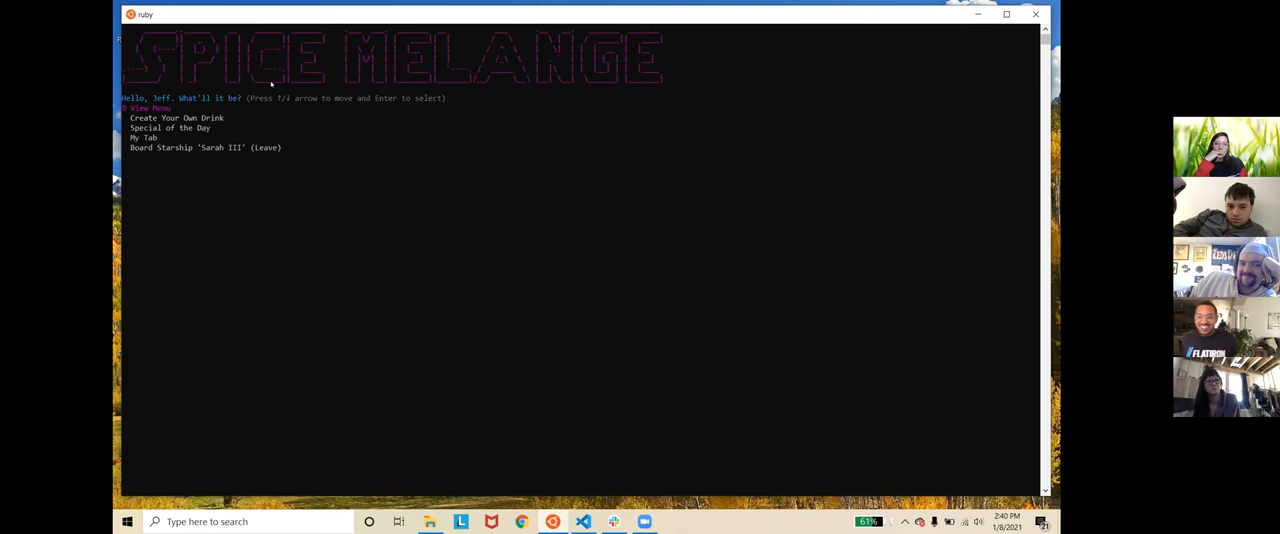 ruby
SPICE MELANGE
Hello, Jeff. What'll it be? (Press ↑/↓ arrow to move and Enter to select)
View Menu
Create Your Own Drink
Special of the Day
My Tab
Board Starship 'Sarah III' (Leave)
FLATIRON
Type here to search
L
61%
2:40 PM
1/8/2021
21